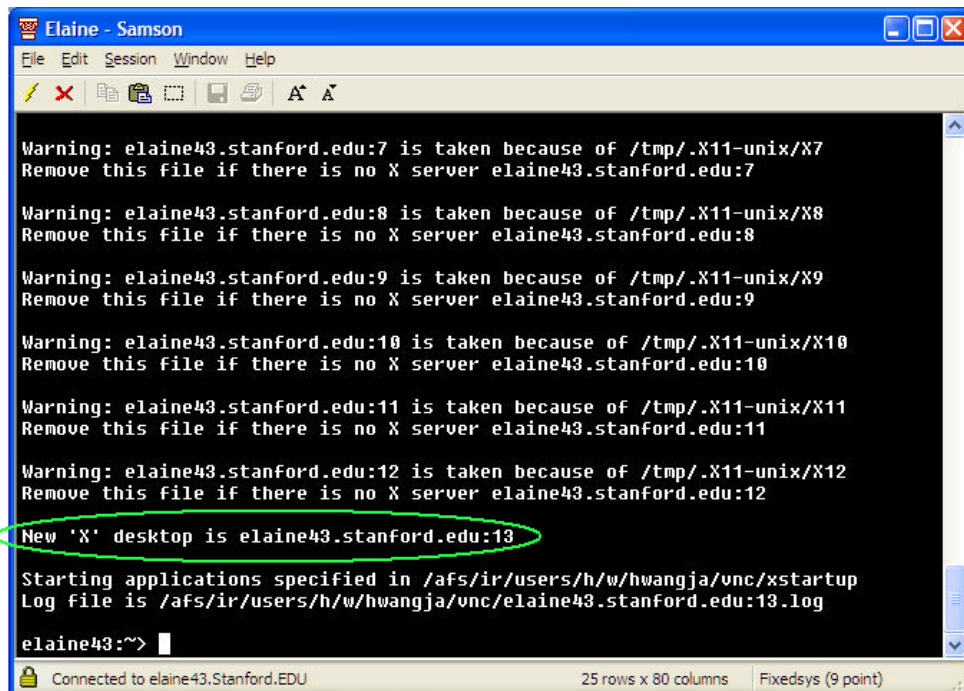 Elaine - Samson
File Edit Session Window Help
Warning: elaine43.stanford.edu:7 is taken because of /tmp/.X11-unix/X7
Remove this file if there is no X server elaine43.stanford.edu:7
Warning: elaine43.stanford.edu:8 is taken because of /tmp/.X11-unix/X8
Remove this file if there is no X server elaine43.stanford.edu:8
Warning: elaine43.stanford.edu:9 is taken because of /tmp/.X11-unix/X9
Remove this file if there is no X server elaine43.stanford.edu:9
Warning: elaine43.stanford.edu:10 is taken because of /tmp/.X11-unix/X10
Remove this file if there is no X server elaine43.stanford.edu:10
Warning: elaine43.stanford.edu:11 is taken because of /tmp/.X11-unix/X11
Remove this file if there is no X server elaine43.stanford.edu:11
Warning: elaine43.stanford.edu:12 is taken because of /tmp/.X11-unix/X12
Remove this file if there is no X server elaine43.stanford.edu:12
New 'X' desktop is elaine43.stanford.edu:13
Starting applications specified in /afs/ir/users/h/w/hwangja/vnc/xstartup
Log file is /afs/ir/users/h/w/hwangja/vnc/elaine43.stanford.edu:13.log
elaine43:~>
Connected to elaine43.Stanford.EDU 25 rows x 80 columns Fixedsys (9 point)